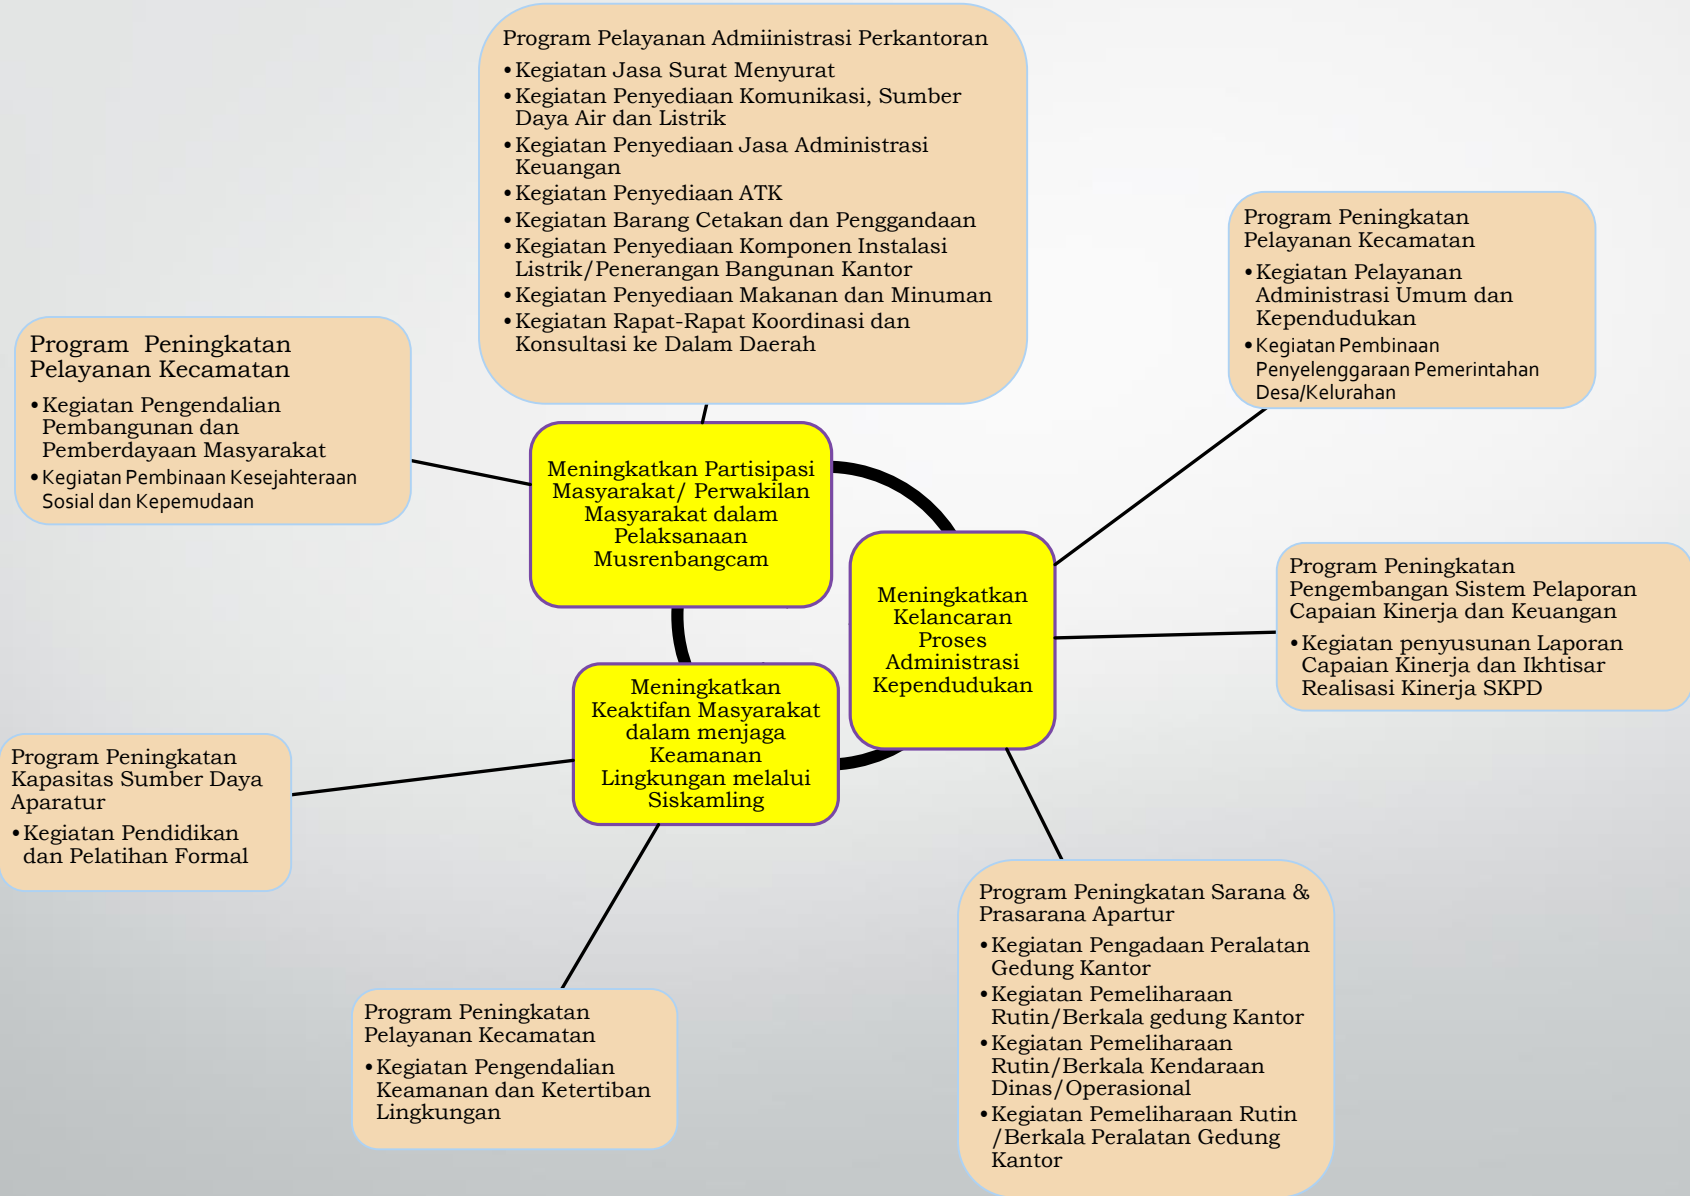 Program Pelayanan Admiinistrasi Perkantoran
•Kegiatan Jasa Surat Menyurat
•Kegiatan Penyediaan Komunikasi, Sumber
Daya Air dan Listrik
•Kegiatan Penyediaan Jasa Administrasi
Keuangan
•Kegiatan Penyediaan ATK
•Kegiatan Barang Cetakan dan Penggandaan
•Kegiatan Penyediaan Komponen Instalasi
Listrik/Penerangan Bangunan Kantor
•Kegiatan Penyediaan Makanan dan Minuman
•Kegiatan Rapat-Rapat Koordinasi dan
Konsultasi ke Dalam Daerah
Program Peningkatan
Pelayanan Kecamatan
•Kegiatan Pelayanan
Administrasi Umum dan
Kependudukan
•Kegiatan Pembinaan
Penyelenggaraan Pemerintahan
Desa/Kelurahan
Program Peningkatan
Pelayanan Kecamatan
•Kegiatan Pengendalian
Pembangunan dan
Pemberdayaan Masyarakat
•Kegiatan Pembinaan Kesejahteraan
Sosial dan Kepemudaan
Meningkatkan Partisipasi
Masyarakat/ Perwakilan
Masyarakat dalam
Pelaksanaan
Musrenbangcam
Meningkatkan
Kelancaran
Proses
Administrasi
Kependudukan
Program Peningkatan
Pengembangan Sistem Pelaporan
Capaian Kinerja dan Keuangan
•Kegiatan penyusunan Laporan
Capaian Kinerja dan Ikhtisar
Realisasi Kinerja SKPD
Meningkatkan
Keaktifan Masyarakat
dalam menjaga
Keamanan
Lingkungan melalui
Siskamling
Program Peningkatan
Kapasitas Sumber Daya
Aparatur
•Kegiatan Pendidikan
dan Pelatihan Formal
Program Peningkatan Sarana &
Prasarana Apartur
•Kegiatan Pengadaan Peralatan
Gedung Kantor
•Kegiatan Pemeliharaan
Rutin/Berkala gedung Kantor
•Kegiatan Pemeliharaan
Rutin/Berkala Kendaraan
Dinas/Operasional
•Kegiatan Pemeliharaan Rutin
/Berkala Peralatan Gedung
Kantor
Program Peningkatan
Pelayanan Kecamatan
•Kegiatan Pengendalian
Keamanan dan Ketertiban
Lingkungan